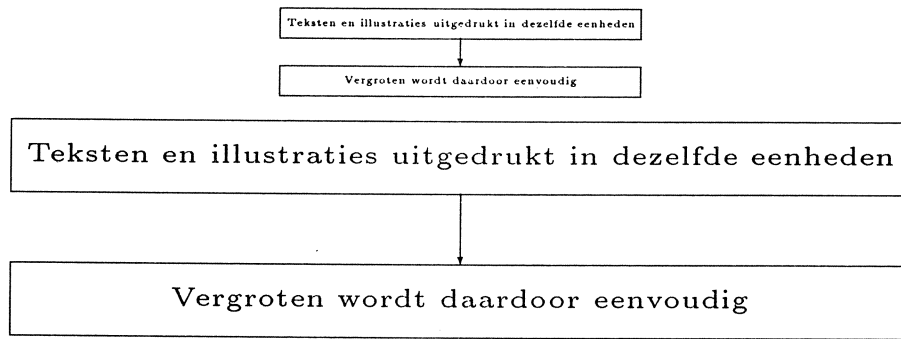 Teksten en illustraties uitgedrukt in dezelfde eenheden
Vergroten wordt daardoor eenvoudig
Teksten en illustraties uitgedrukt in dezelfde eenheden
Vergroten wordt daardoor eenvoudig